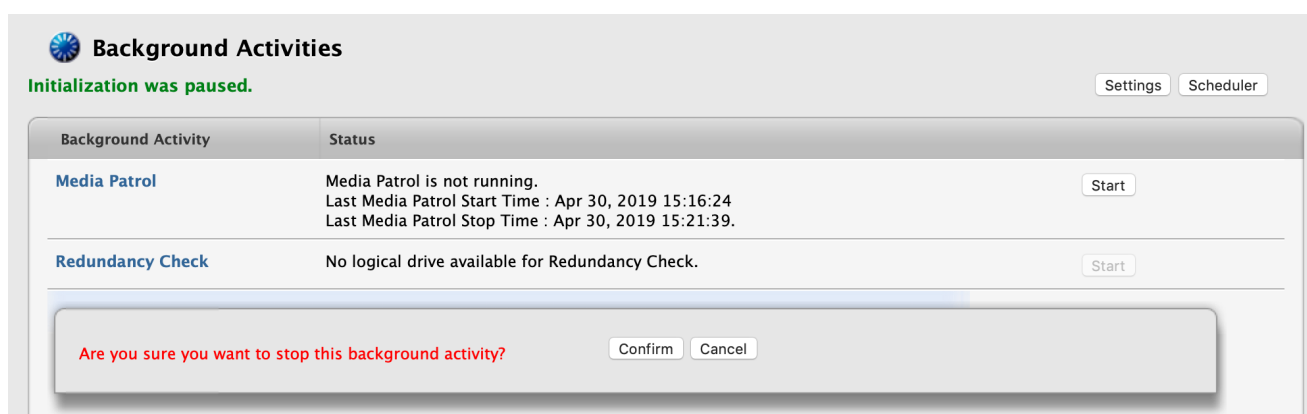 Background Activities
Initialization was paused.
Settings Scheduler
Background Activity Status
Media Patrol Media Patrol is not running. Start
Last Media Patrol Start Time : Apr 30, 2019 15:16:24
Last Media Patrol Stop Time : Apr 30, 2019 15:21:39.
Redundancy Check No logical drive available for Redundancy Check. Start
Are you sure you want to stop this background activity? Confirm Cancel